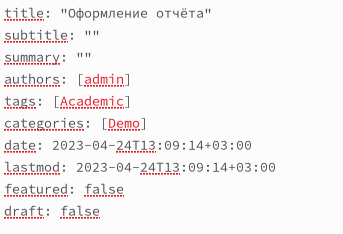 title: "Оформление отчёта"
subtitle: ""
summary: ""
authors: [admin]
tags: [Academic]
categories: [Demo]
date: 2023-04-24T13:09:14+03:00
lastmod: 2023-04-24T13:09:14+03:00
featured: false
draft: false